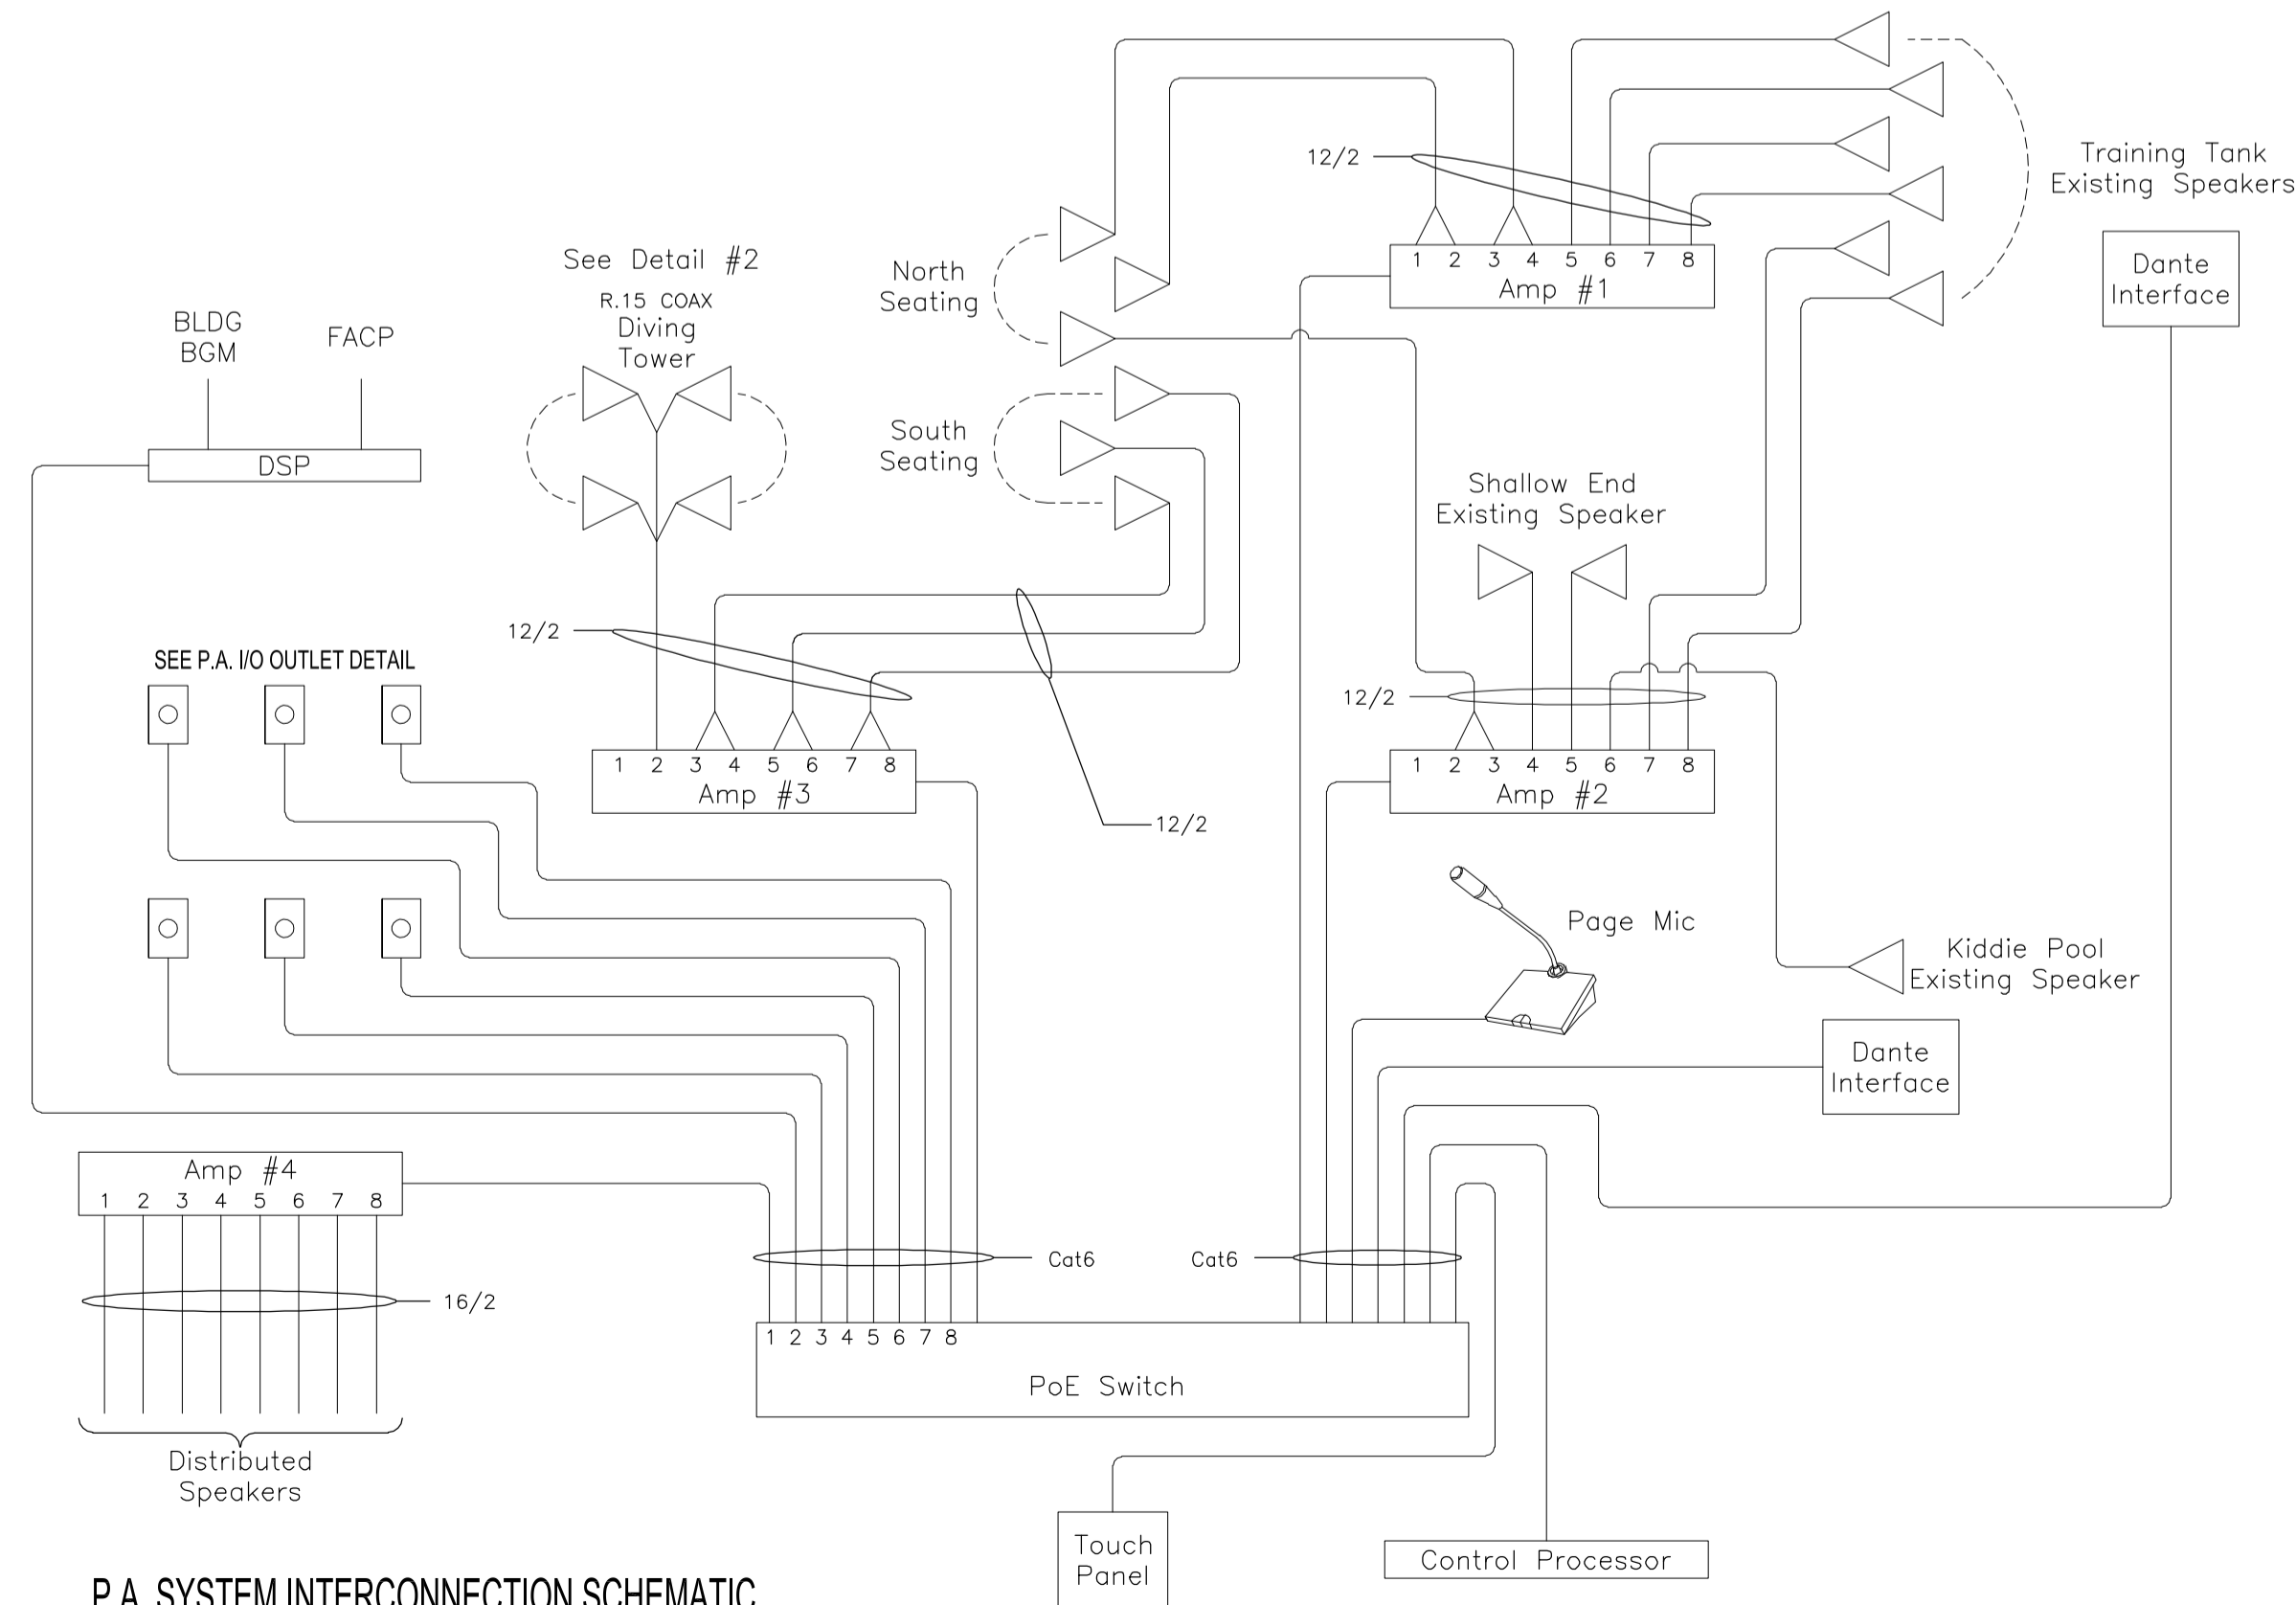 12/2
Training Tank
Existing Speakers
See Detail #2
R.15 COAX
Diving
Tower
North
Seating
1 2 3 4 5 6 7 8
Amp #1
Dante
Interface
BLDG
BGM
FACP
DSP
South
Seating
Shallow End
Existing Speaker
12/2
SEE P.A. I/O OUTLET DETAIL
12/2
1 2 3 4 5 6 7 8
Amp #3
12/2
1 2 3 4 5 6 7 8
Amp #2
Page Mic
Kiddie Pool
Existing Speaker
Dante
Interface
Amp #4
1 2 3 4 5 6 7 8
16/2
Cat6
Cat6
1 2 3 4 5 6 7 8
PoE Switch
Distributed
Speakers
Touch
Panel
Control Processor
P.A. SYSTEM INTERCONNECTION SCHEMATIC